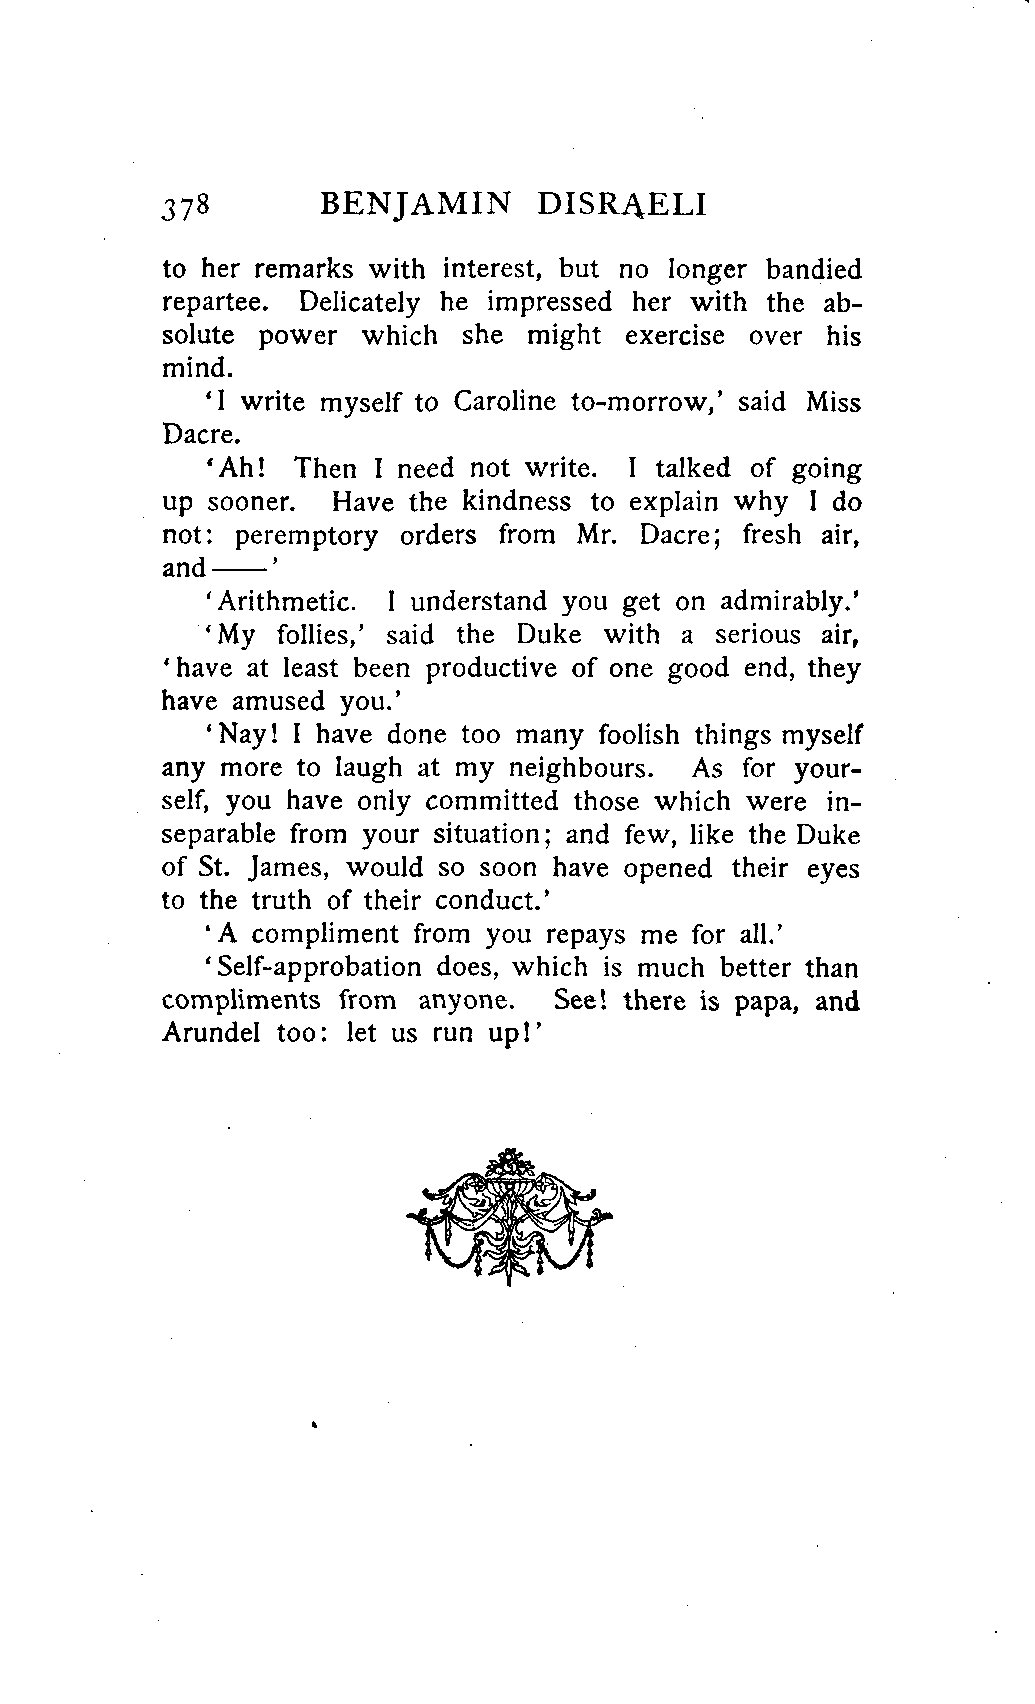 378 BENJAMIN DISRAELI
to her remarks with interest, but no longer bandied
repartee. Delicately he impressed her with the ab-
solute power which she might exercise over his
mind.
‘I write myself to Caroline to-morrow,’ said Miss
Dacre.
‘Ah! Then I need not write. I talked of going
up sooner. Have the kindness to explain why I do
not: peremptory orders from Mr. Dacre; fresh air,
and——’
‘Arithmetic. I understand you get on admirably.’
‘My follies,’ said the Duke with a serious air,
‘have at least been productive of one good end, they
have amused you.’
‘Nay! I have done too many foolish things myself
any more to laugh at my neighbours. As for your-
self, you have only committed those which were in-
separable from your situation; and few, like the Duke
of St. James, would so soon have opened their eyes
to the truth of their conduct.’
‘A compliment from you repays me for all.’
‘Self-approbation does, which is much better than
compliments from anyone. See! there is papa, and
Arundel too: let us run up!’